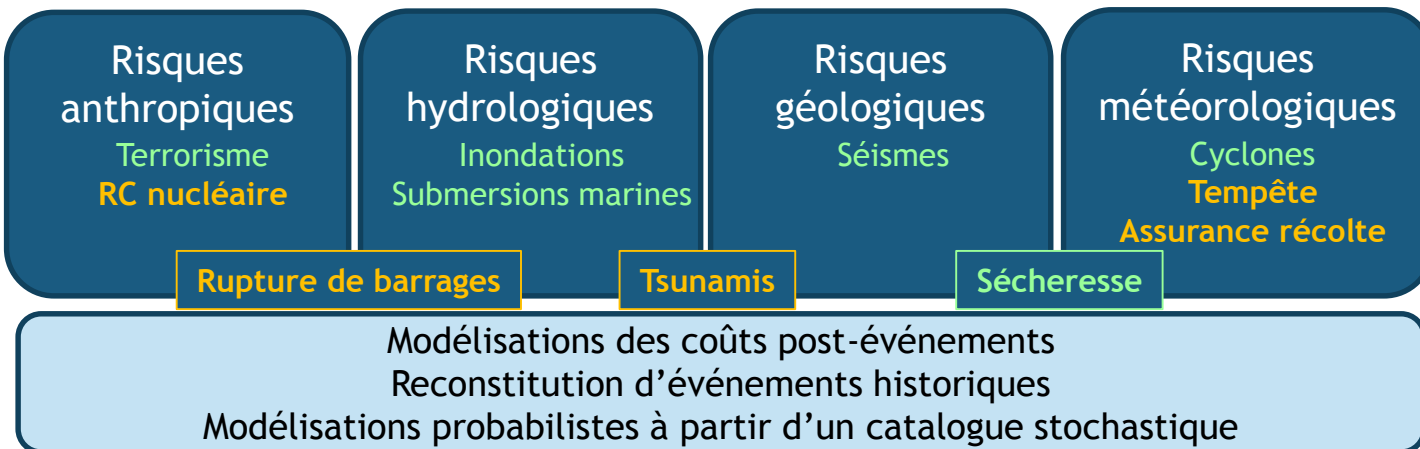 Risques
anthropiques
Terrorisme
RC nucléaire
Risques
hydrologiques
Inondations
Submersions marines
Risques
géologiques
Séismes
Risques
météorologiques
Cyclones
Tempête
Assurance récolte
Rupture de barrages
Tsunamis
Sécheresse
Modélisations des coûts post-événements
Reconstitution d’événements historiques
Modélisations probabilistes à partir d’un catalogue stochastique